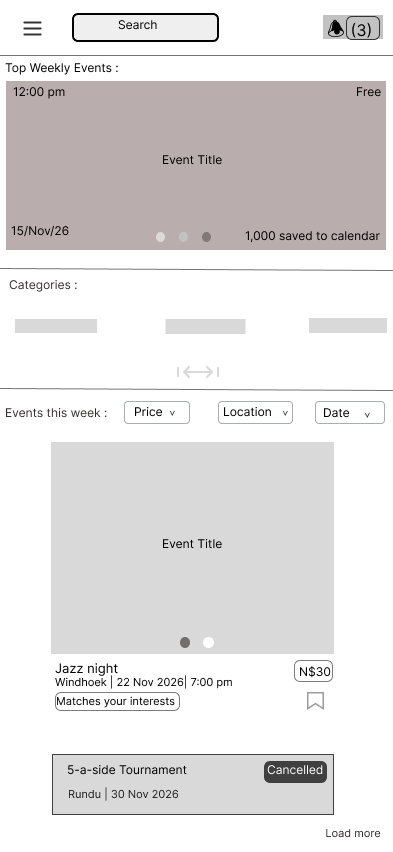 Search
(3)
Top Weekly Events :
12:00 pm
Free
Event Title
15/Nov/26
1,000 saved to calendar
Categories :
Events this week :
Price
Location
Date
Event Title
Jazz night
N$30
Windhoek | 22 Nov 2026| 7:00 pm
Matches your interests
5-a-side Tournament
Cancelled
Rundu | 30 Nov 2026
Load more